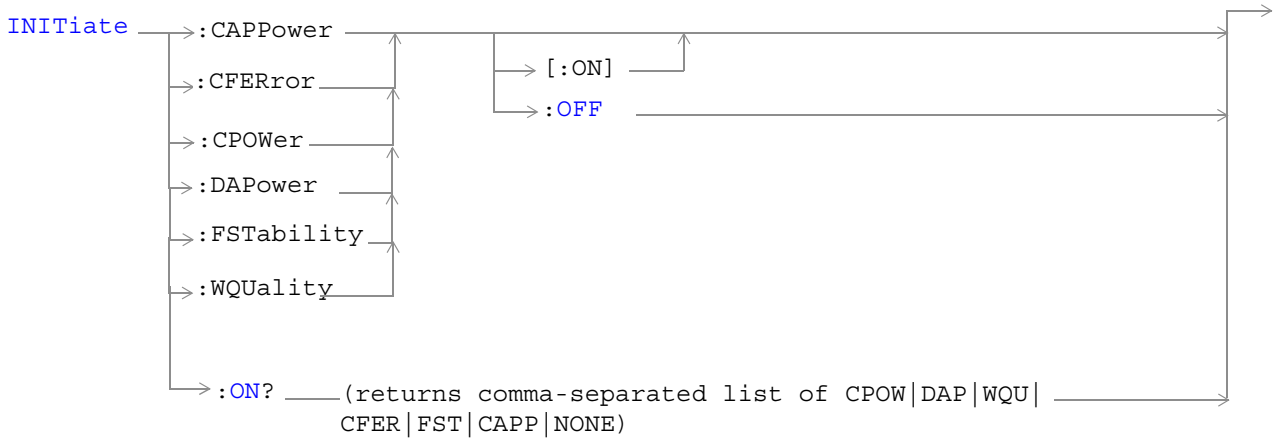 INITiate
:CAPPower
[:ON]
:CFERror
:OFF
:CPOWer
:DAPower
:FSTability
:WQUality
:ON?
(returns comma-separated list of CPOW|DAP|WQU|
CFER|FST|CAPP|NONE)